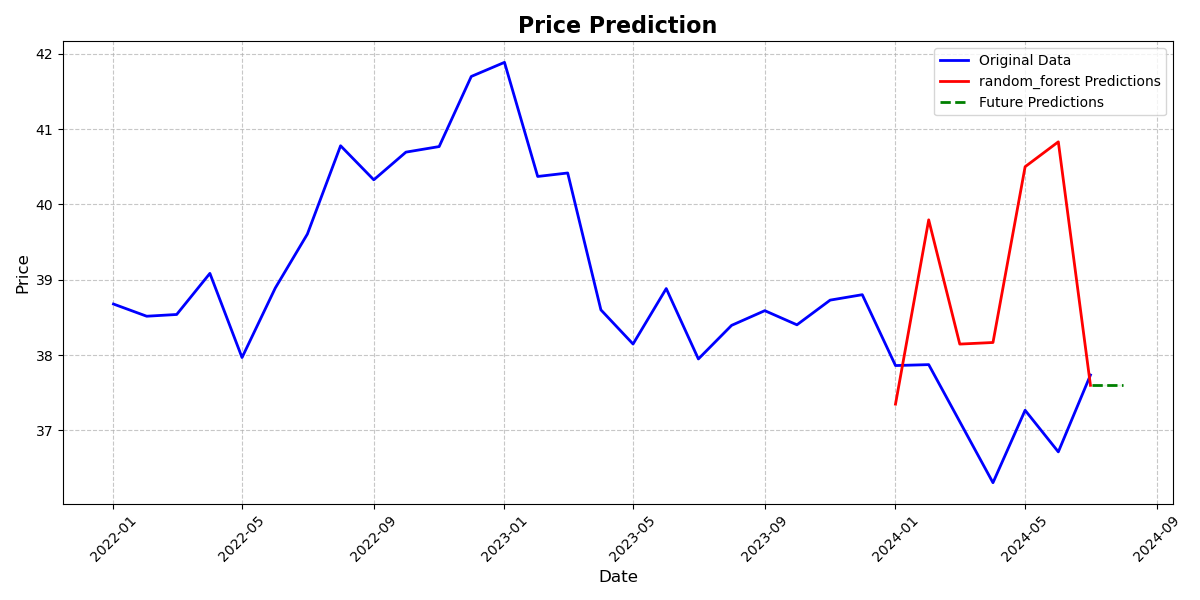 Price Prediction
Original Data
random_forest Predictions
Future Predictions
Price
42
41
40
39
38
37
2022-01
2022-05
2022-09
2023-01
2023-05
2023-09
2024-01
2024-05
2024-09
Date